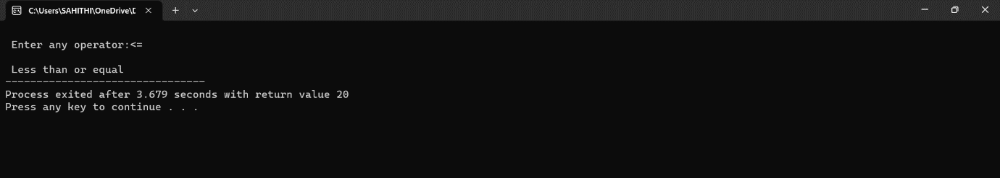 C:\Users\SAHITHI\OneDrive\D
Enter any operator:<=
Less than or equal
--------------------------------
Process exited after 3.679 seconds with return value 20
Press any key to continue . . .